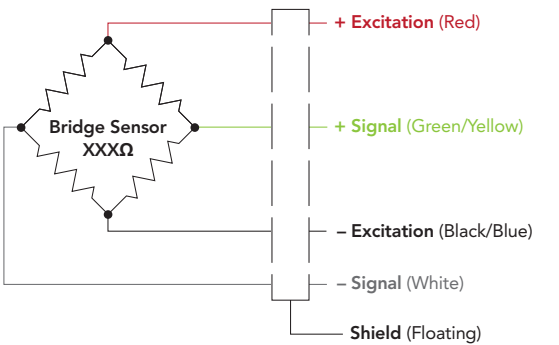 + Excitation (Red)
Bridge Sensor
XXXΩ
+ Signal (Green/Yellow)
– Excitation (Black/Blue)
– Signal (White)
Shield (Floating)